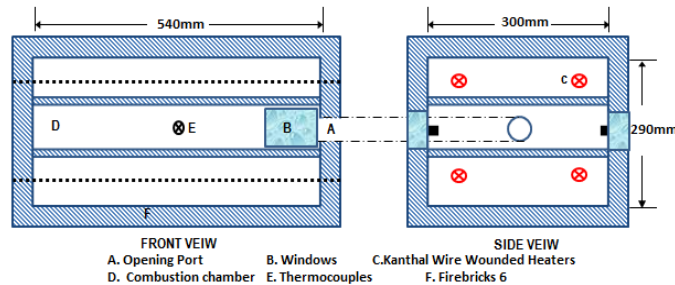 540mm
300mm
C
D
E
B
A
290mm
F
FRONT VEIW
SIDE VEIW
A. Opening Port B. Windows C.Kanthal Wire Wounded Heaters
D. Combustion chamber E. Thermocouples F. Firebricks 6